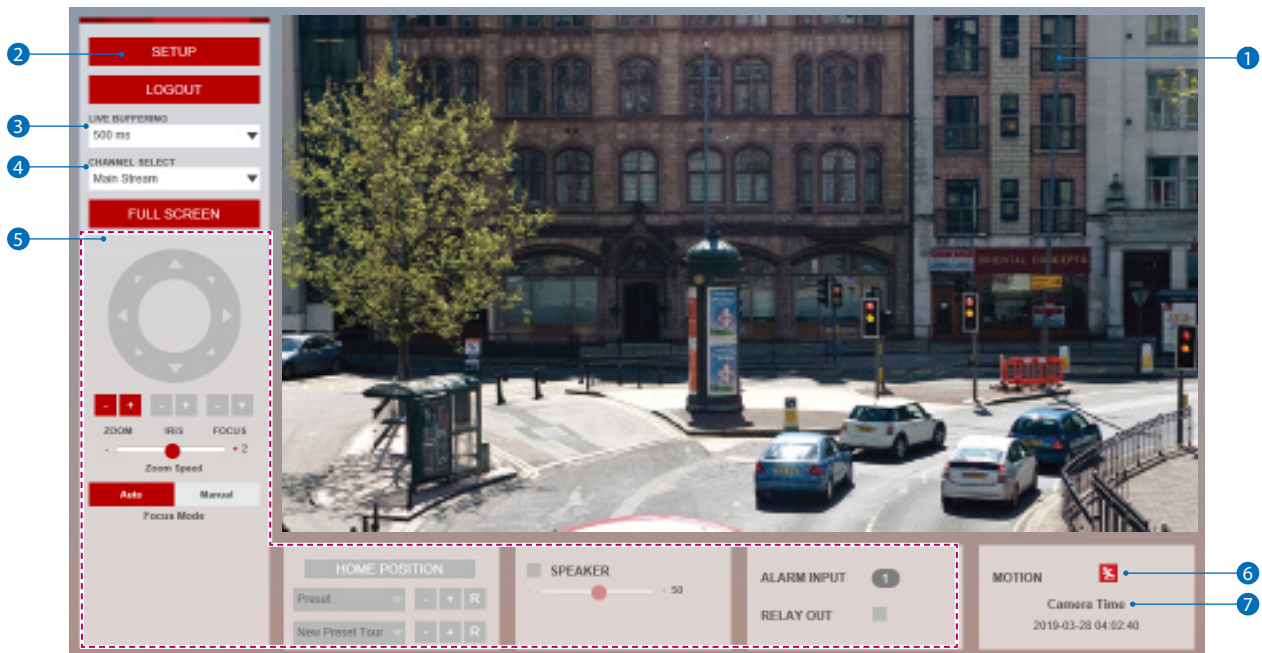 2
SETUP
1
LOGOUT
3
LIVE BUFFERING
500 ms
4
CHANNEL SELECT
Main Stream
FULL SCREEN
5
ORIENTAL CONCEPTS
- + - + - +
ZOOM IRIS FOCUS
- + 2
Zoom Speed
Auto Manual
Focus Mode
HOME POSITION
Preset - + R
New Preset Tour - + R
SPEAKER
- + 50
ALARM INPUT 1
RELAY OUT
MOTION 6
Camera Time 7
2019-03-28 04:02:40